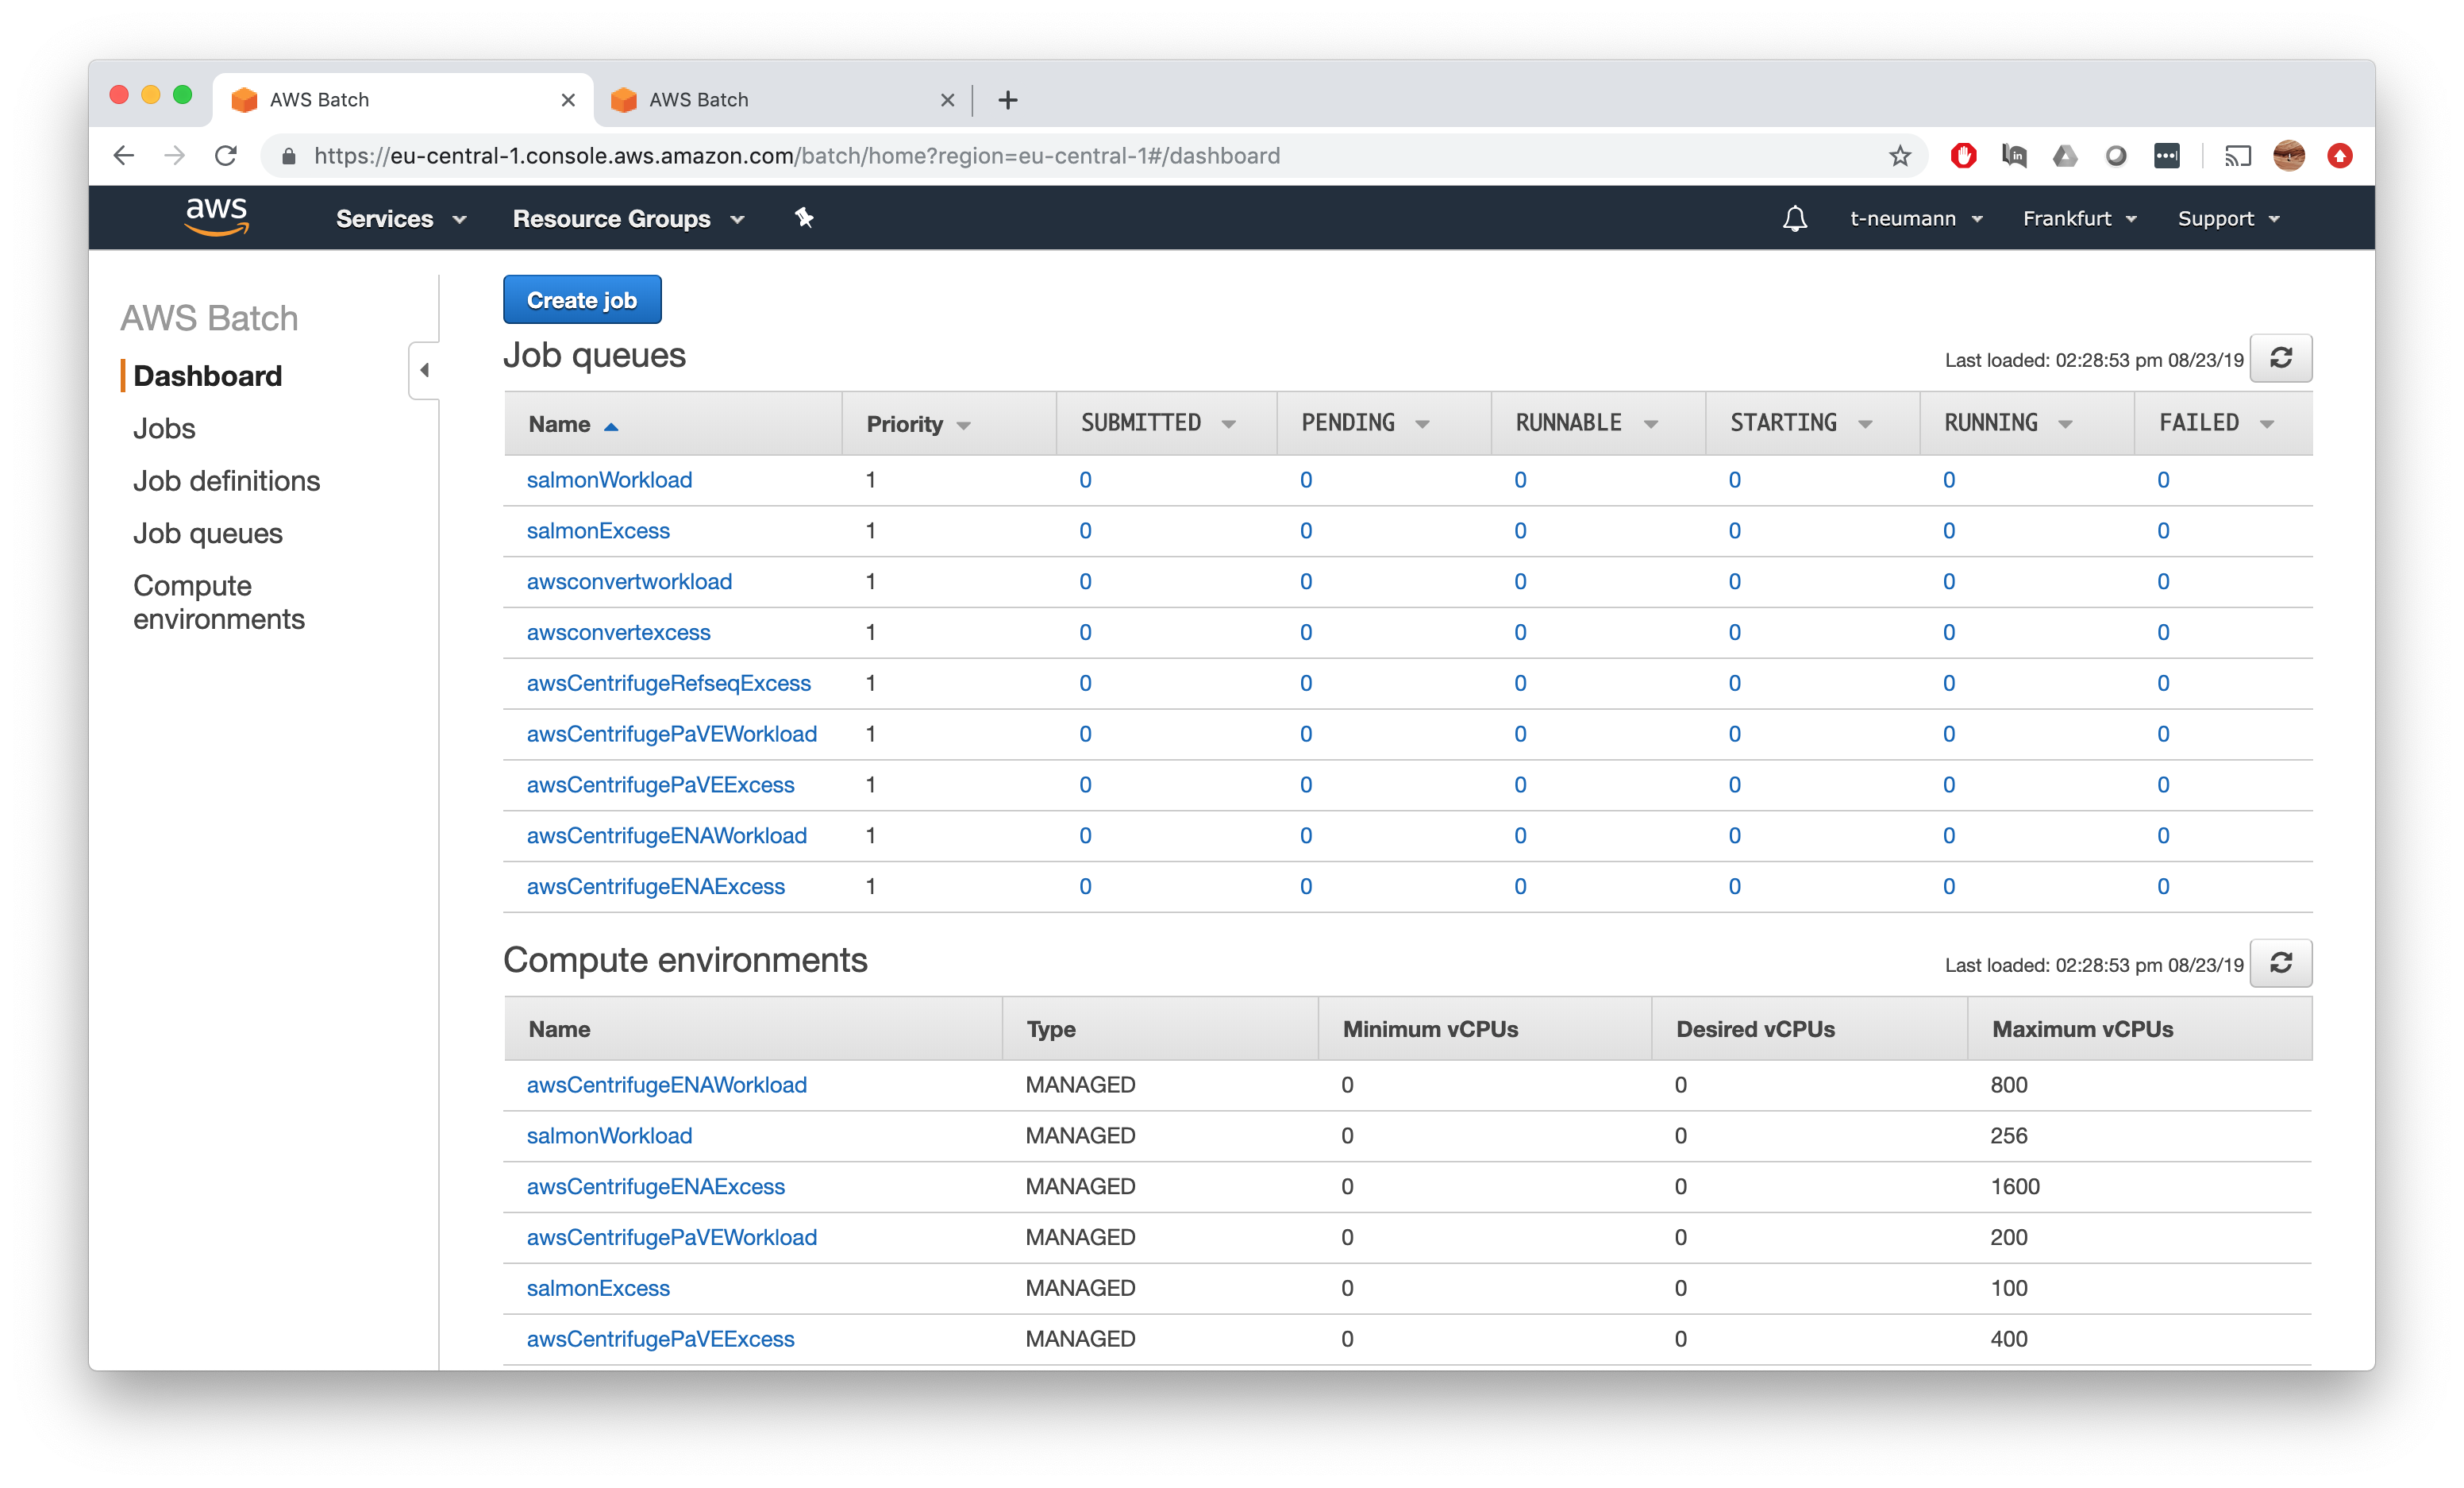 AWS Batch
AWS Batch
https://eu-central-1.console.aws.amazon.com/batch/home?region=eu-central-1#/dashboard
aws Services Resource Groups t-neumann Frankfurt Support
AWS Batch
Dashboard
Jobs
Job definitions
Job queues
Compute
environments
Create job
Job queues
Last loaded: 02:28:53 pm 08/23/19
Name Priority SUBMITTED PENDING RUNNABLE STARTING RUNNING FAILED
salmonWorkload 1 0 0 0 0 0 0
salmonExcess 1 0 0 0 0 0 0
awsconvertworkload 1 0 0 0 0 0 0
awsconvertexcess 1 0 0 0 0 0 0
awsCentrifugeRefseqExcess 1 0 0 0 0 0 0
awsCentrifugePaVEWorkload 1 0 0 0 0 0 0
awsCentrifugePaVEExcess 1 0 0 0 0 0 0
awsCentrifugeENAWorkload 1 0 0 0 0 0 0
awsCentrifugeENAExcess 1 0 0 0 0 0 0
Compute environments
Last loaded: 02:28:53 pm 08/23/19
Name Type Minimum vCPUs Desired vCPUs Maximum vCPUs
awsCentrifugeENAWorkload MANAGED 0 0 800
salmonWorkload MANAGED 0 0 256
awsCentrifugeENAExcess MANAGED 0 0 1600
awsCentrifugePaVEWorkload MANAGED 0 0 200
salmonExcess MANAGED 0 0 100
awsCentrifugePaVEExcess MANAGED 0 0 400